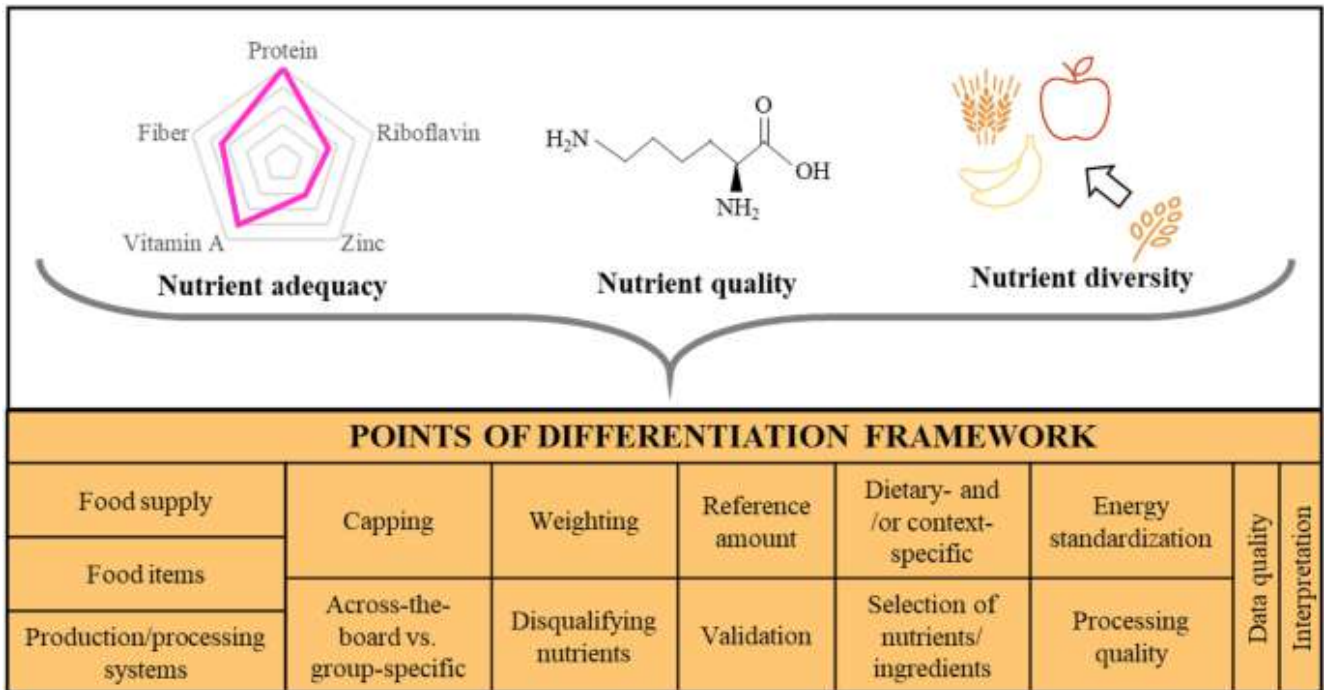 Protein
Fiber
Riboflavin
Vitamin A
Zinc
Nutrient adequacy
H₂N
O
OH
NH₂
Nutrient quality
Nutrient diversity
POINTS OF DIFFERENTIATION FRAMEWORK
Food supply
Food items
Production/processing
systems
Capping
Across-the-
board vs.
group-specific
Weighting
Disqualifying
nutrients
Reference
amount
Validation
Dietary- and
/or context-
specific
Selection of
nutrients/
ingredients
Energy
standardization
Processing
quality
Data quality
Interpretation